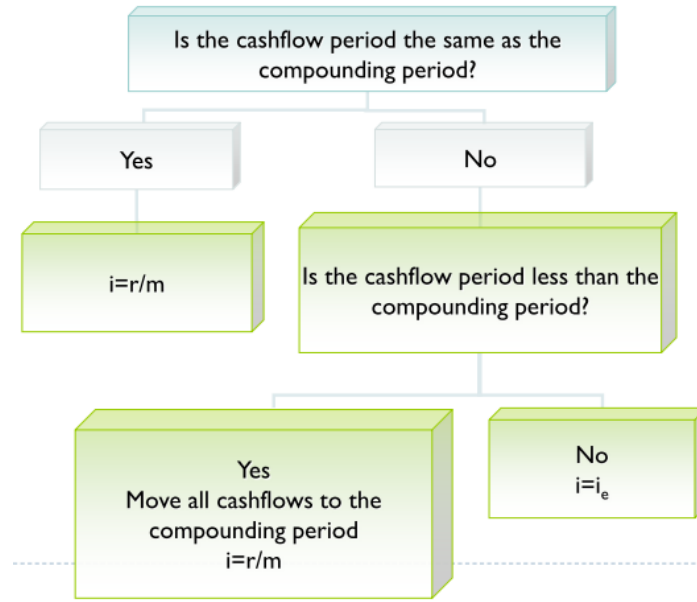 Is the cashflow period the same as the
compounding period?
Yes
No
i=r/m
Is the cashflow period less than the
compounding period?
Yes
Move all cashflows to the
compounding period
i=r/m
No
i=iₑ